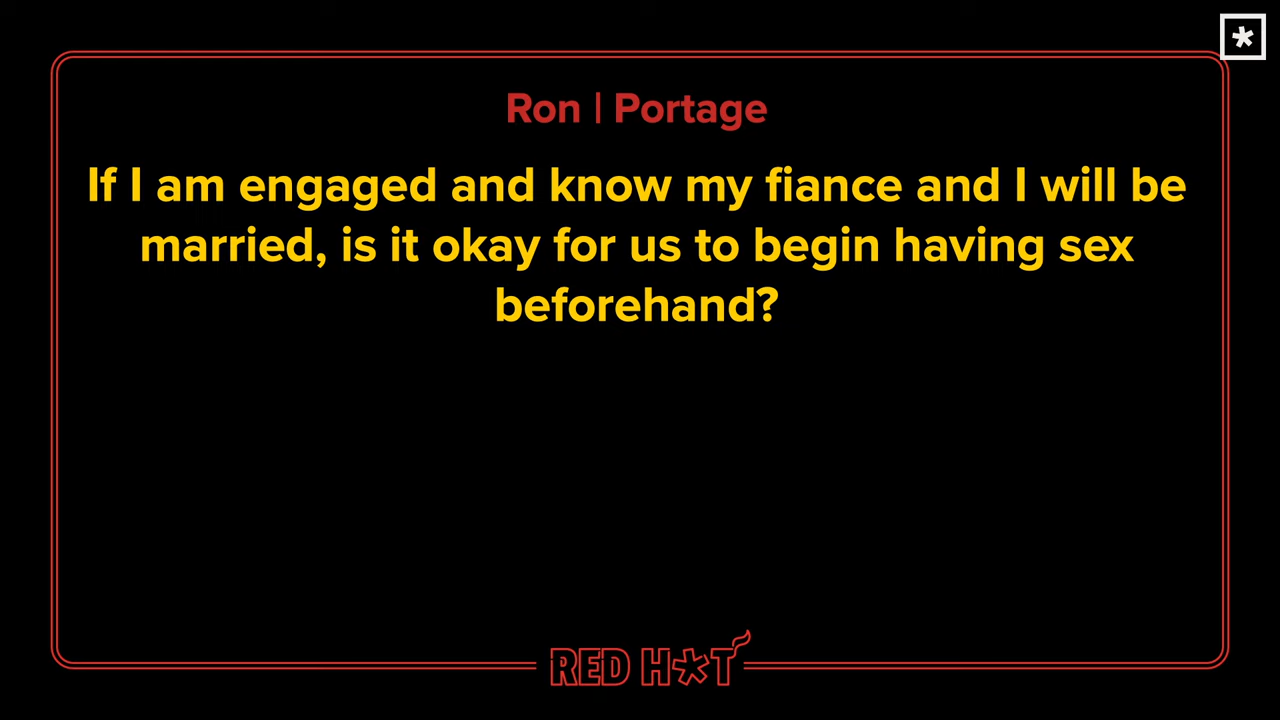 Ron | Portage
If I am engaged and know my fiance and I will be
married, is it okay for us to begin having sex
beforehand?
RED H*T